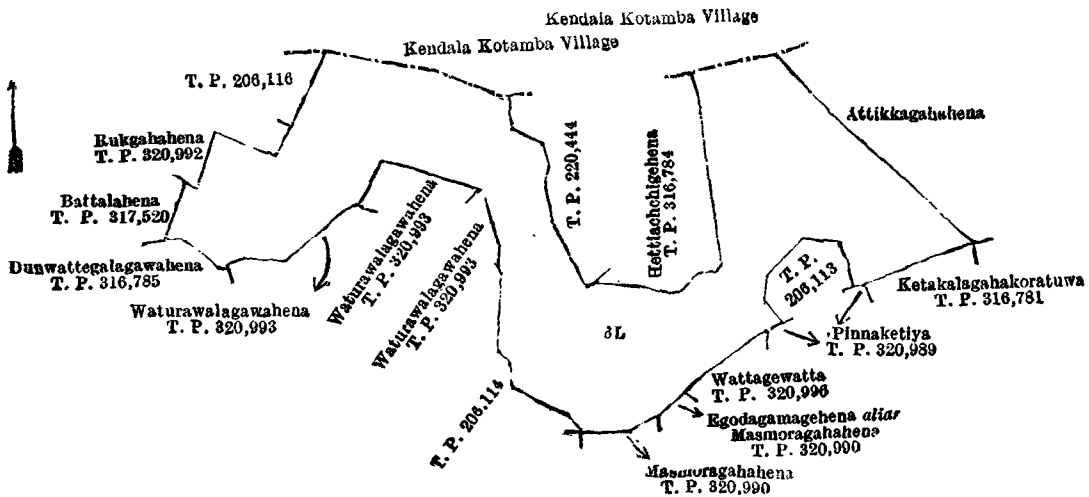 Kendala Kotamba Village
Kendala Kotamba Village
T. P. 206,116
Rukgahahena
T. P. 320,992
Battalahena
T. P. 317,520
Dunwattegalagawahena
T. P. 316,785
Waturawalagawahena
T. P. 320,993
Waturawalagawahena
T. P. 320,993
Waturawalagawahena
T. P. 320,993
T. P. 206,114
T. P. 220,444
Hettiachchigehena
T. P. 316,784
Attikkagahahena
T. P.
206,113
Ketakalagahakoratuwa
T. P. 316,781
Pinnaketiya
T. P. 320,989
3L
Wattagewatta
T. P. 320,996
Egodagamagehena aliar
Masmoragahahena
T. P. 320,990
Masmoragahahena
T. P. 320,990